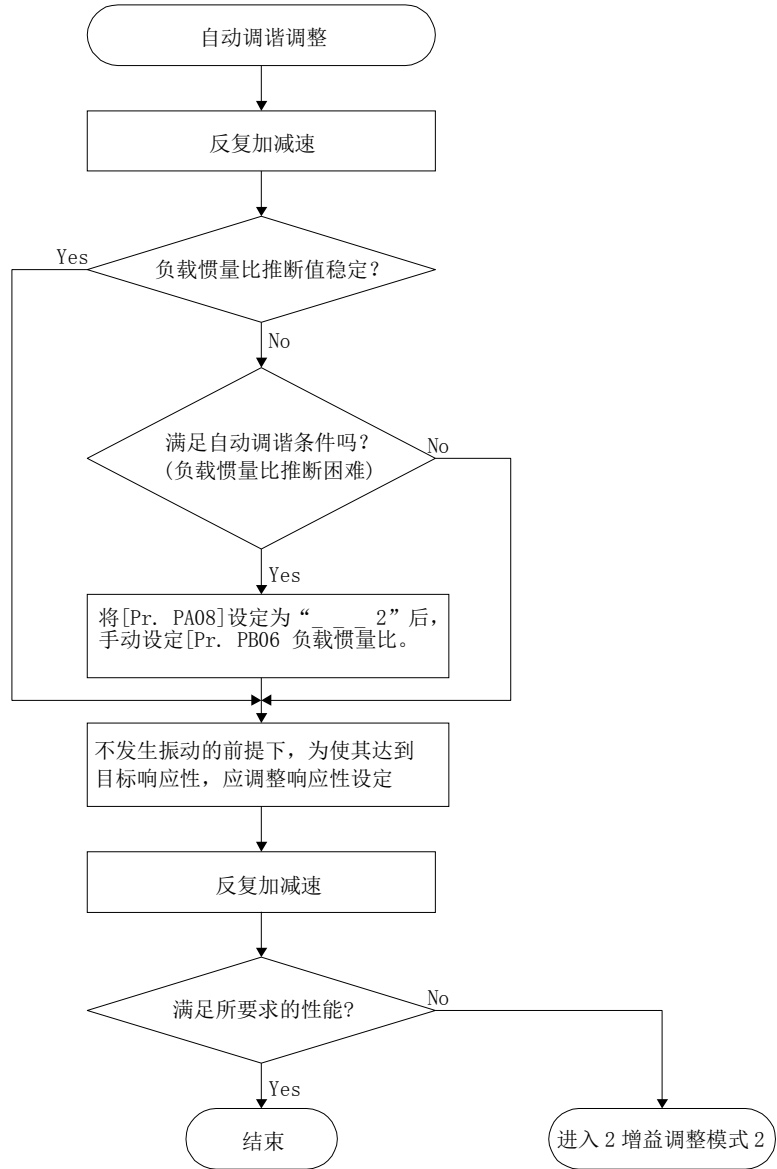 自动调谐调整
反复加减速
Yes
负载惯量比推断值稳定?
No
满足自动调谐条件吗?
(负载惯量比推断困难)
No
Yes
将[Pr. PA08]设定为“_ _ _ 2”后,
手动设定[Pr. PB06 负载惯量比。
不发生振动的前提下，为使其达到
目标响应性，应调整响应性设定
反复加减速
满足所要求的性能?
No
Yes
结束
进入 2 增益调整模式 2